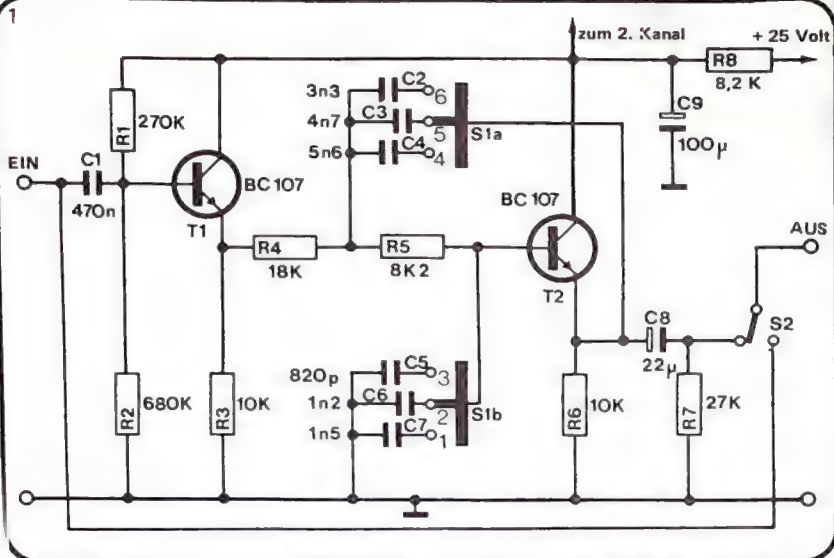 1
zum 2. Kanal
+ 25 Volt
R8
8,2 K
3n3
C2
6
4n7
C3
5
S1a
5n6
C4
4
C9
100µ
R1
270K
EIN
C1
470n
BC 107
T1
BC 107
T2
AUS
R4
18K
R5
8K2
S2
C8
22µ
820p
C5
3
1n2
C6
2
S1b
1n5
C7
1
R2
680K
R3
10K
R6
10K
R7
27K